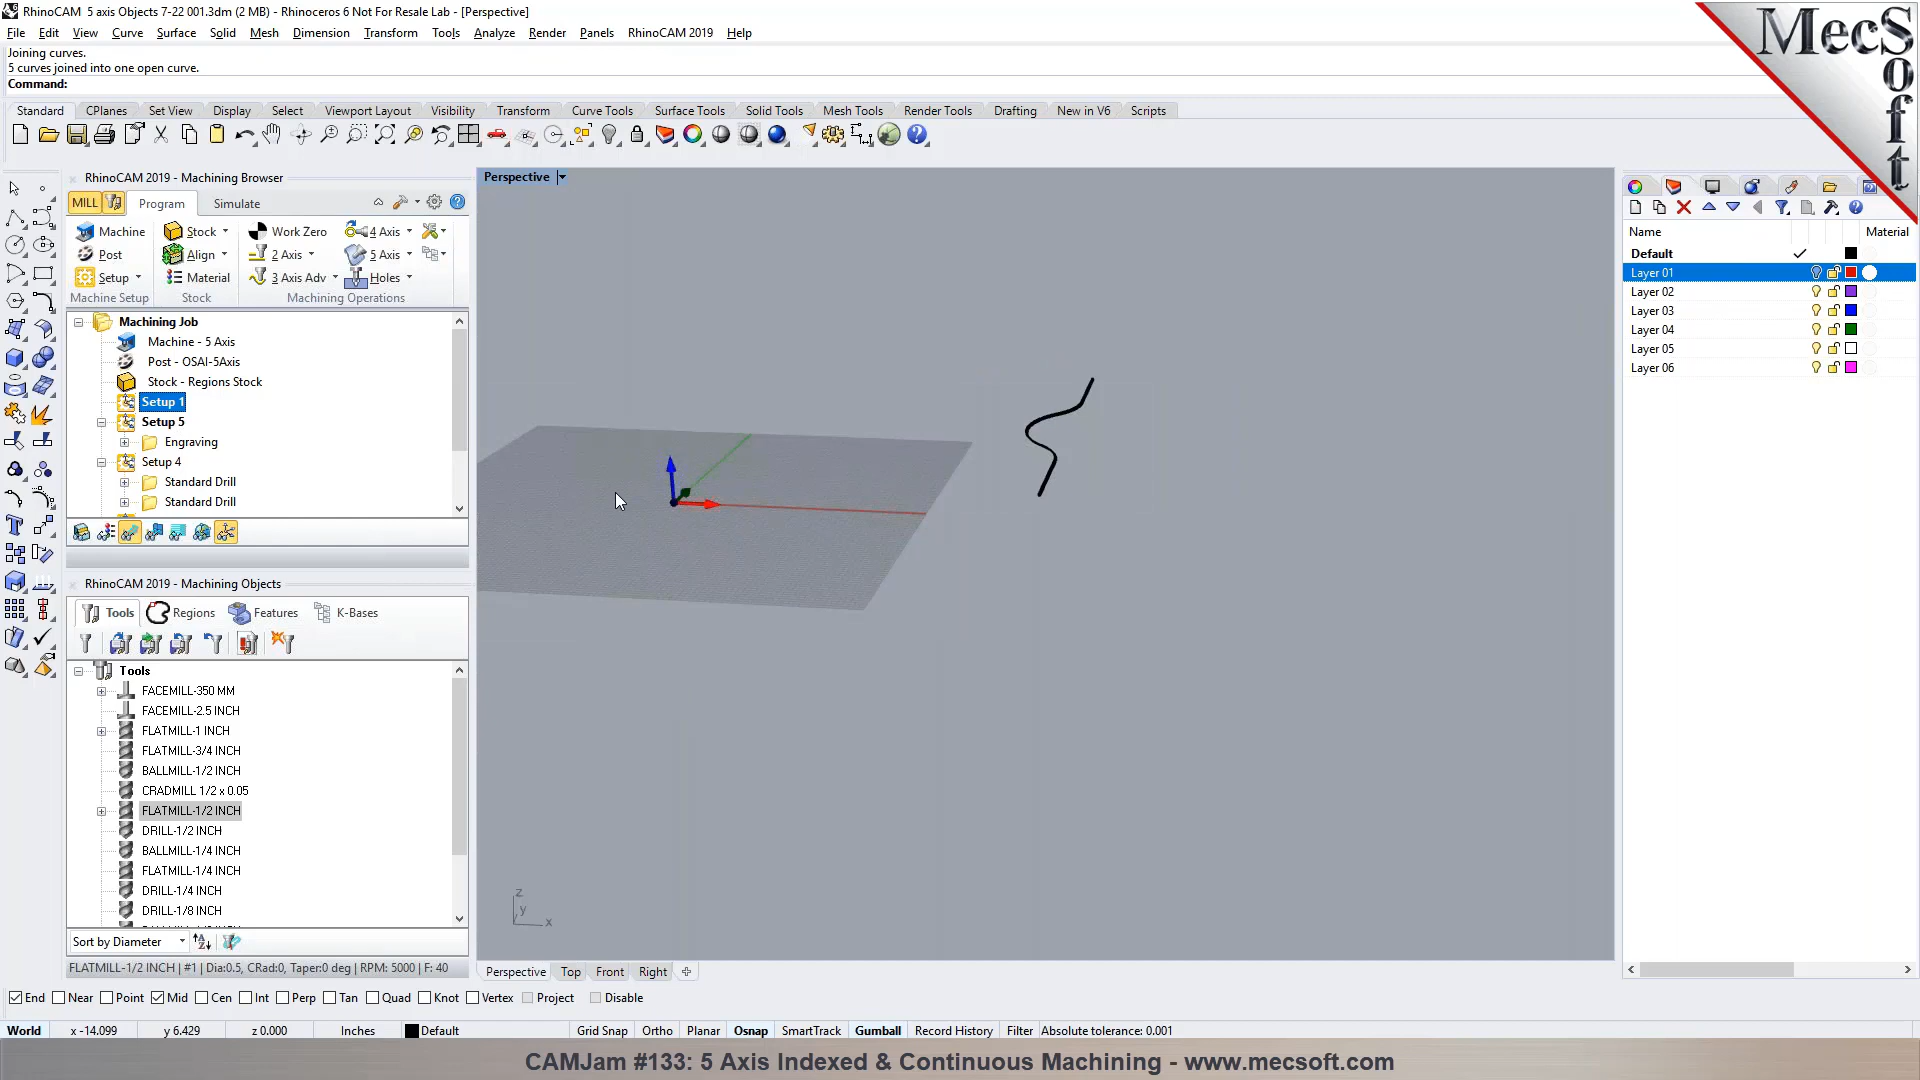 RhinoCAM 5 axis Objects 7-22 001.3dm (2 MB) - Rhinoceros 6 Not For Resale Lab - [Perspective]
File Edit View Curve Surface Solid Mesh Dimension Transform Tools Analyze Render Panels RhinoCAM 2019 Help
Joining curves.
5 curves joined into one open curve.
Command:
Standard CPlanes Set View Display Select Viewport Layout Visibility Transform Curve Tools Surface Tools Solid Tools Mesh Tools Render Tools Drafting New in V6 Scripts
MecSoft
RhinoCAM 2019 - Machining Browser
MILL Program Simulate
Machine Stock Work Zero 4 Axis
Post Align 2 Axis 5 Axis
Setup Material 3 Axis Adv Holes
Machine Setup Stock Machining Operations
Machining Job
Machine - 5 Axis
Post - OSAI-5Axis
Stock - Regions Stock
Setup 1
Setup 5
Engraving
Setup 4
Standard Drill
Standard Drill
RhinoCAM 2019 - Machining Objects
Tools Regions Features K-Bases
Tools
FACEMILL-350 MM
FACEMILL-2.5 INCH
FLATMILL-1 INCH
FLATMILL-3/4 INCH
BALLMILL-1/2 INCH
CRADMILL 1/2 x 0.05
FLATMILL-1/2 INCH
DRILL-1/2 INCH
BALLMILL-1/4 INCH
FLATMILL-1/4 INCH
DRILL-1/4 INCH
DRILL-1/8 INCH
Sort by Diameter
FLATMILL-1/2 INCH | #1 | Dia:0.5, CRad:0, Taper:0 deg | RPM: 5000 | F: 40
Perspective
z
y
x
Perspective Top Front Right
Name Material
Default
Layer 01
Layer 02
Layer 03
Layer 04
Layer 05
Layer 06
End Near Point Mid Cen Int Perp Tan Quad Knot Vertex Project Disable
World x -14.099 y 6.429 z 0.000 Inches Default Grid Snap Ortho Planar Osnap SmartTrack Gumball Record History Filter Absolute tolerance: 0.001
CAMJam #133: 5 Axis Indexed & Continuous Machining - www.mecsoft.com